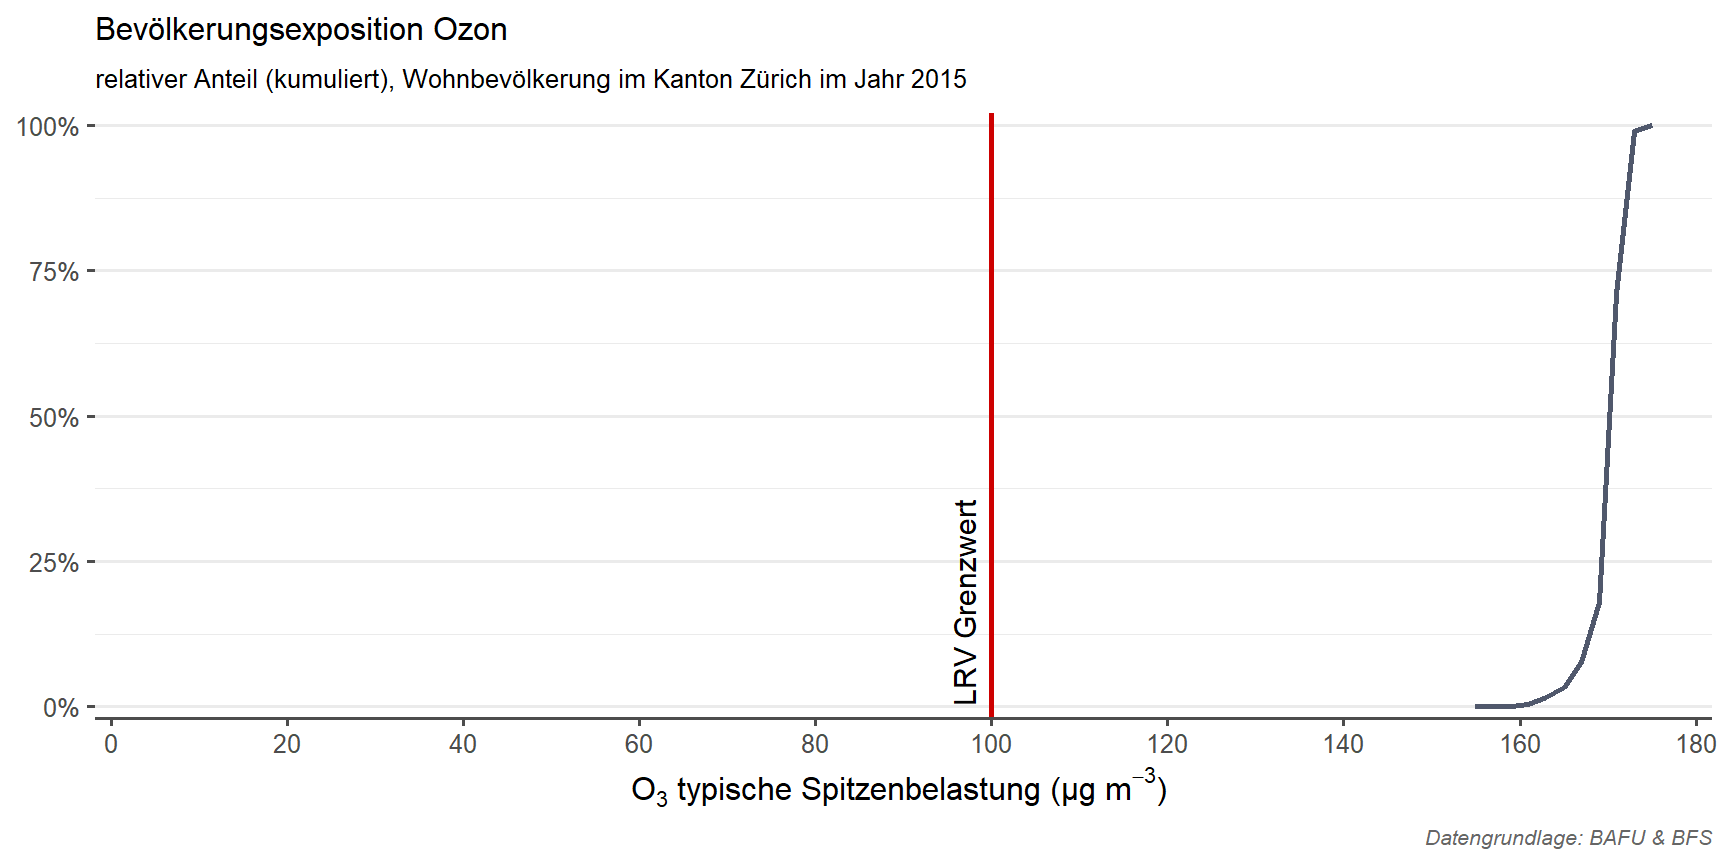 Bevölkerungsexposition Ozon
relativer Anteil (kumuliert), Wohnbevölkerung im Kanton Zürich im Jahr 2015
100%
75%
50%
25%
0%
LRV Grenzwert
0 20 40 60 80 100 120 140 160 180
O₃ typische Spitzenbelastung (µg m⁻³)
Datengrundlage: BAFU & BFS